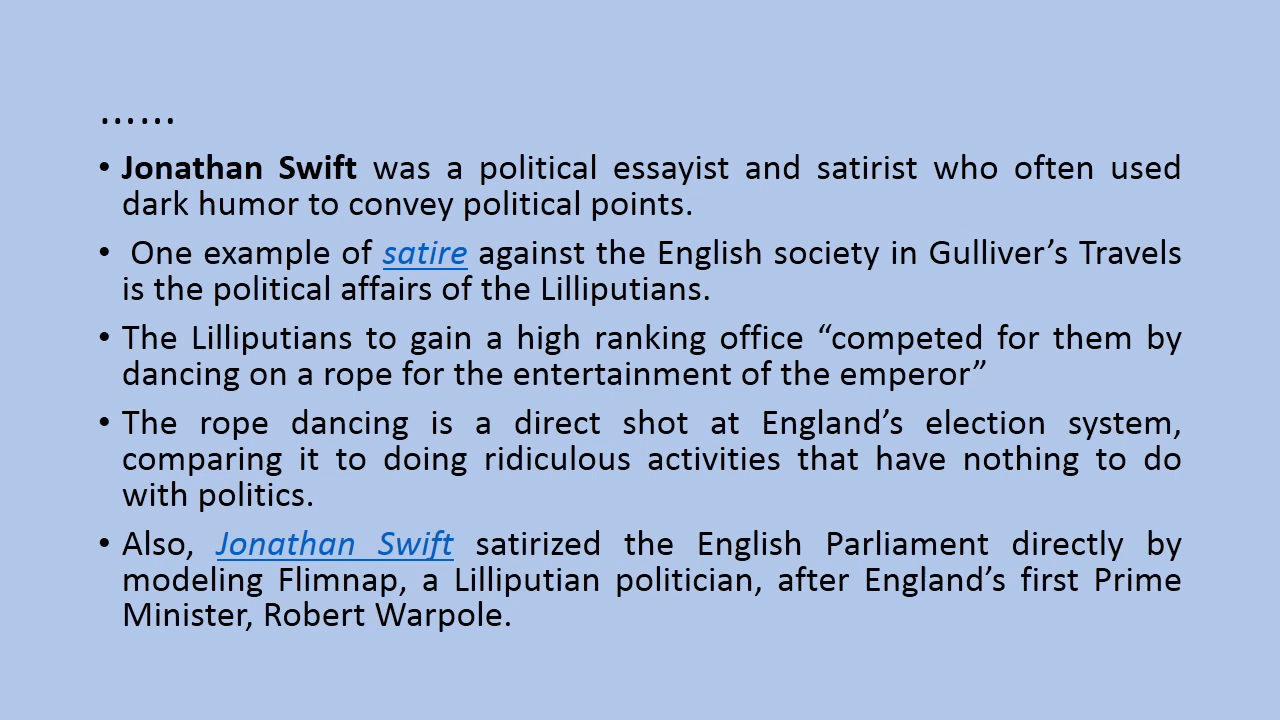 ……
• Jonathan Swift was a political essayist and satirist who often used
dark humor to convey political points.
• One example of satire against the English society in Gulliver’s Travels
is the political affairs of the Lilliputians.
• The Lilliputians to gain a high ranking office “competed for them by
dancing on a rope for the entertainment of the emperor”
• The rope dancing is a direct shot at England’s election system,
comparing it to doing ridiculous activities that have nothing to do
with politics.
• Also, Jonathan Swift satirized the English Parliament directly by
modeling Flimnap, a Lilliputian politician, after England’s first Prime
Minister, Robert Warpole.